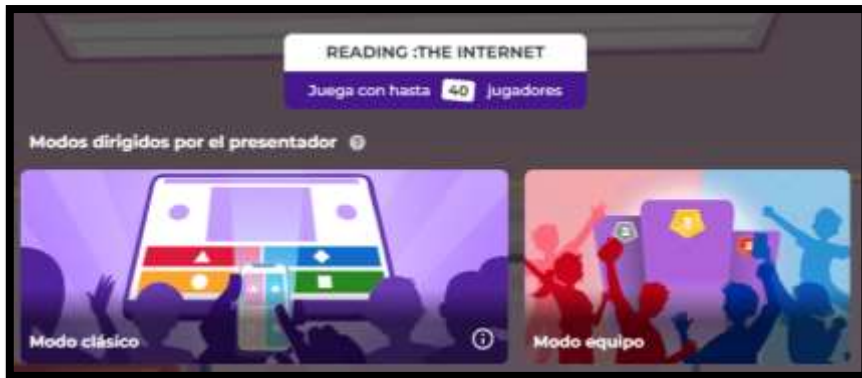 READING :THE INTERNET
Juega con hasta 40 jugadores
Modos dirigidos por el presentador
Modo clásico
Modo equipo